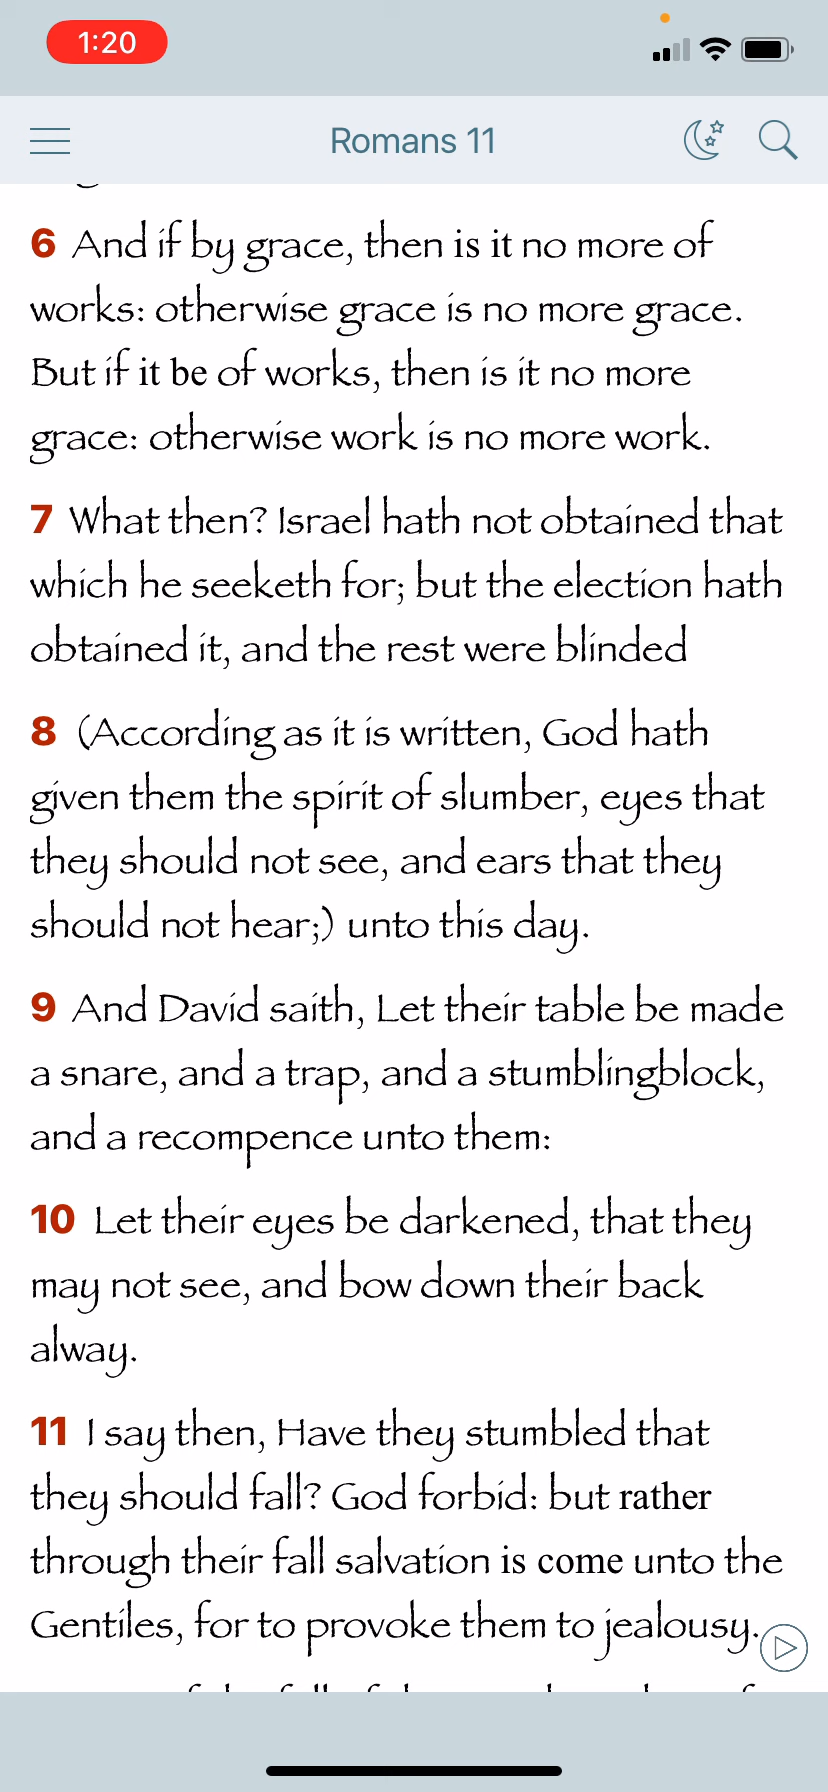 1:20
Romans 11
6 And if by grace, then is it no more of
works: otherwise grace is no more grace.
But if it be of works, then is it no more
grace: otherwise work is no more work.
7 What then? Israel hath not obtained that
which he seeketh for; but the election hath
obtained it, and the rest were blinded
8 (According as it is written, God hath
given them the spirit of slumber, eyes that
they should not see, and ears that they
should not hear;) unto this day.
9 And David saith, Let their table be made
a snare, and a trap, and a stumblingblock,
and a recompence unto them:
10 Let their eyes be darkened, that they
may not see, and bow down their back
alway.
11 I say then, Have they stumbled that
they should fall? God forbid: but rather
through their fall salvation is come unto the
Gentiles, for to provoke them to jealousy.